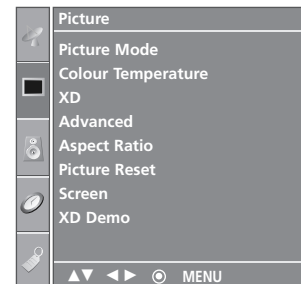 Picture
Picture Mode
Colour Temperature
XD
Advanced
Aspect Ratio
Picture Reset
Screen
XD Demo
▲▼ ◄► ◉ MENU